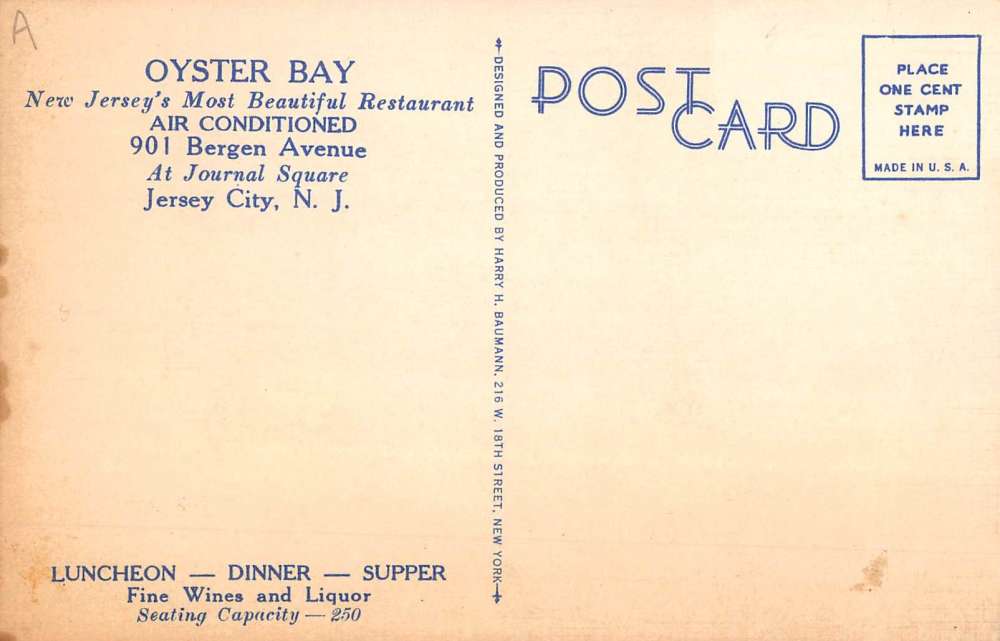 A
OYSTER BAY
New Jersey's Most Beautiful Restaurant
AIR CONDITIONED
901 Bergen Avenue
At Journal Square
Jersey City, N. J.
LUNCHEON — DINNER — SUPPER
Fine Wines and Liquor
Seating Capacity — 250
DESIGNED AND PRODUCED BY HARRY H. BAUMANN, 216 W. 18TH STREET, NEW YORK
POST CARD
PLACE
ONE CENT
STAMP
HERE
MADE IN U. S. A.